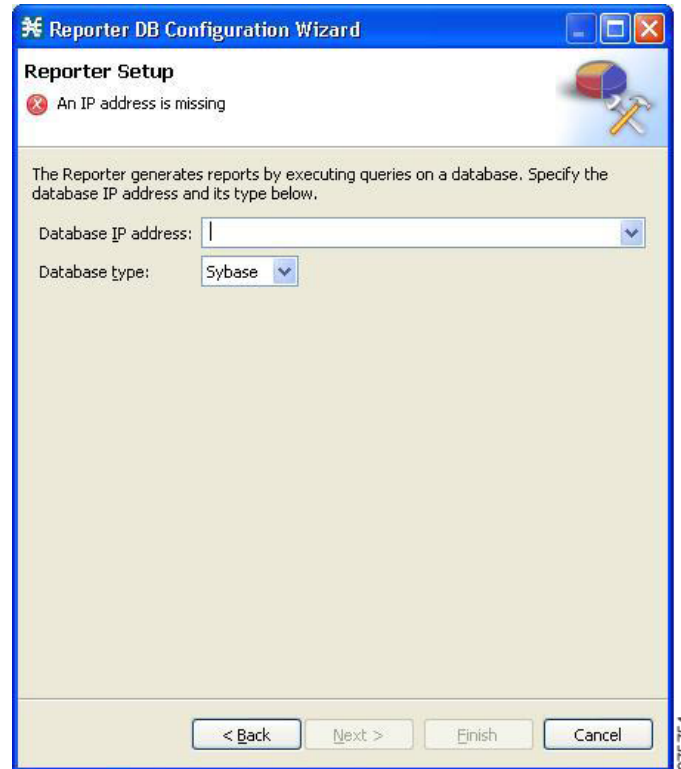 Reporter DB Configuration Wizard
Reporter Setup
An IP address is missing
The Reporter generates reports by executing queries on a database. Specify the
database IP address and its type below.
Database IP address:
Database type: Sybase
< Back Next > Finish Cancel